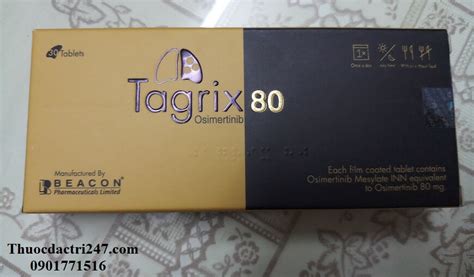 30 Tablets
Tagrix 80
Osimertinib
Manufactured By
BEACON
Pharmaceuticals Limited
Each film coated tablet contains
Osimertinib Mesylate INN equivalent
to Osimertinib 80 mg.
Thuocdactri247.com
0901771516